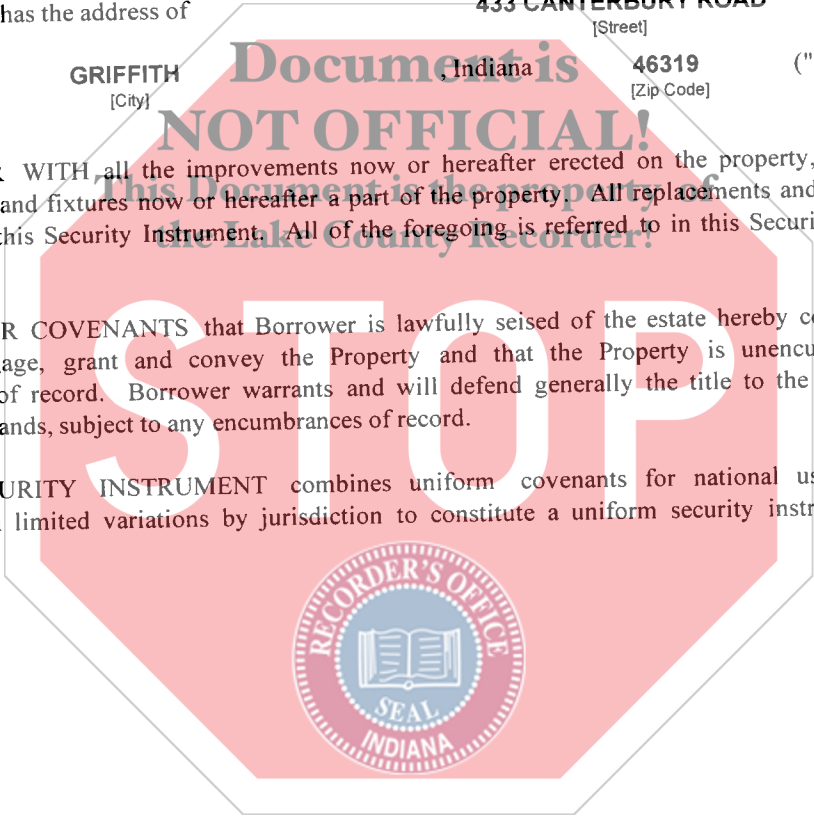 has the address of 433 CANTERBURY ROAD
[Street]
GRIFFITH , Indiana 46319 ("
[City] [Zip Code]
Document is
NOT OFFICIAL!
This Document is the property of
the Lake County Recorder!
WITH all the improvements now or hereafter erected on the property,
and fixtures now or hereafter a part of the property. All replacements and
this Security Instrument. All of the foregoing is referred to in this Securi
R COVENANTS that Borrower is lawfully seised of the estate hereby c
age, grant and convey the Property and that the Property is unencu
of record. Borrower warrants and will defend generally the title to the
ands, subject to any encumbrances of record.
URITY INSTRUMENT combines uniform covenants for national us
limited variations by jurisdiction to constitute a uniform security instr
STOP
RECORDER'S OFFICE
SEAL
INDIANA